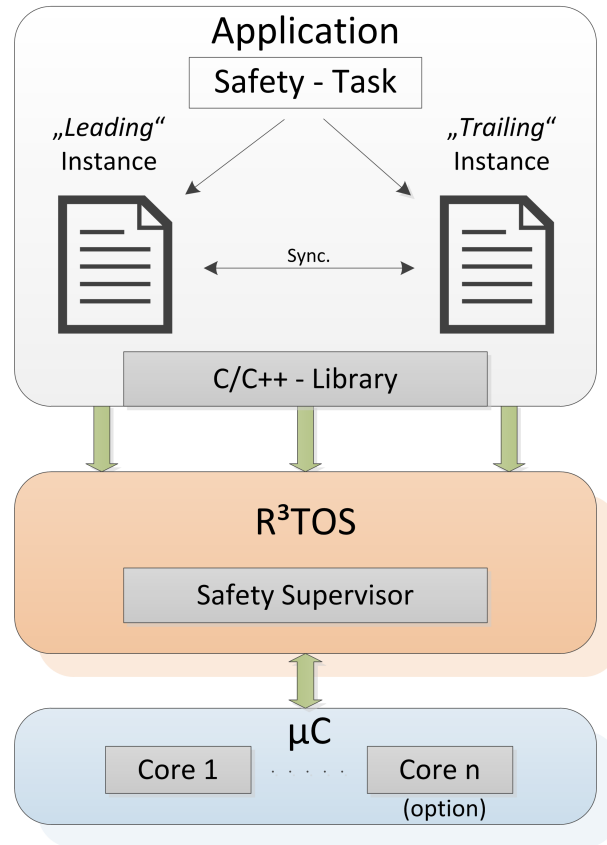 Application
Safety - Task
„Leading“
Instance
„Trailing“
Instance
Sync.
C/C++ - Library
R³TOS
Safety Supervisor
µC
Core 1 . . . . . Core n
(option)